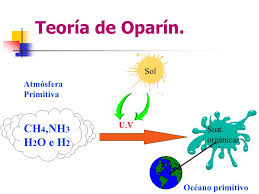 Teoría de Oparín.
Sol
Atmósfera
Primitiva
U.V
CH4,NH3
H2O e H2
Sust.
orgánicas
Océano primitivo